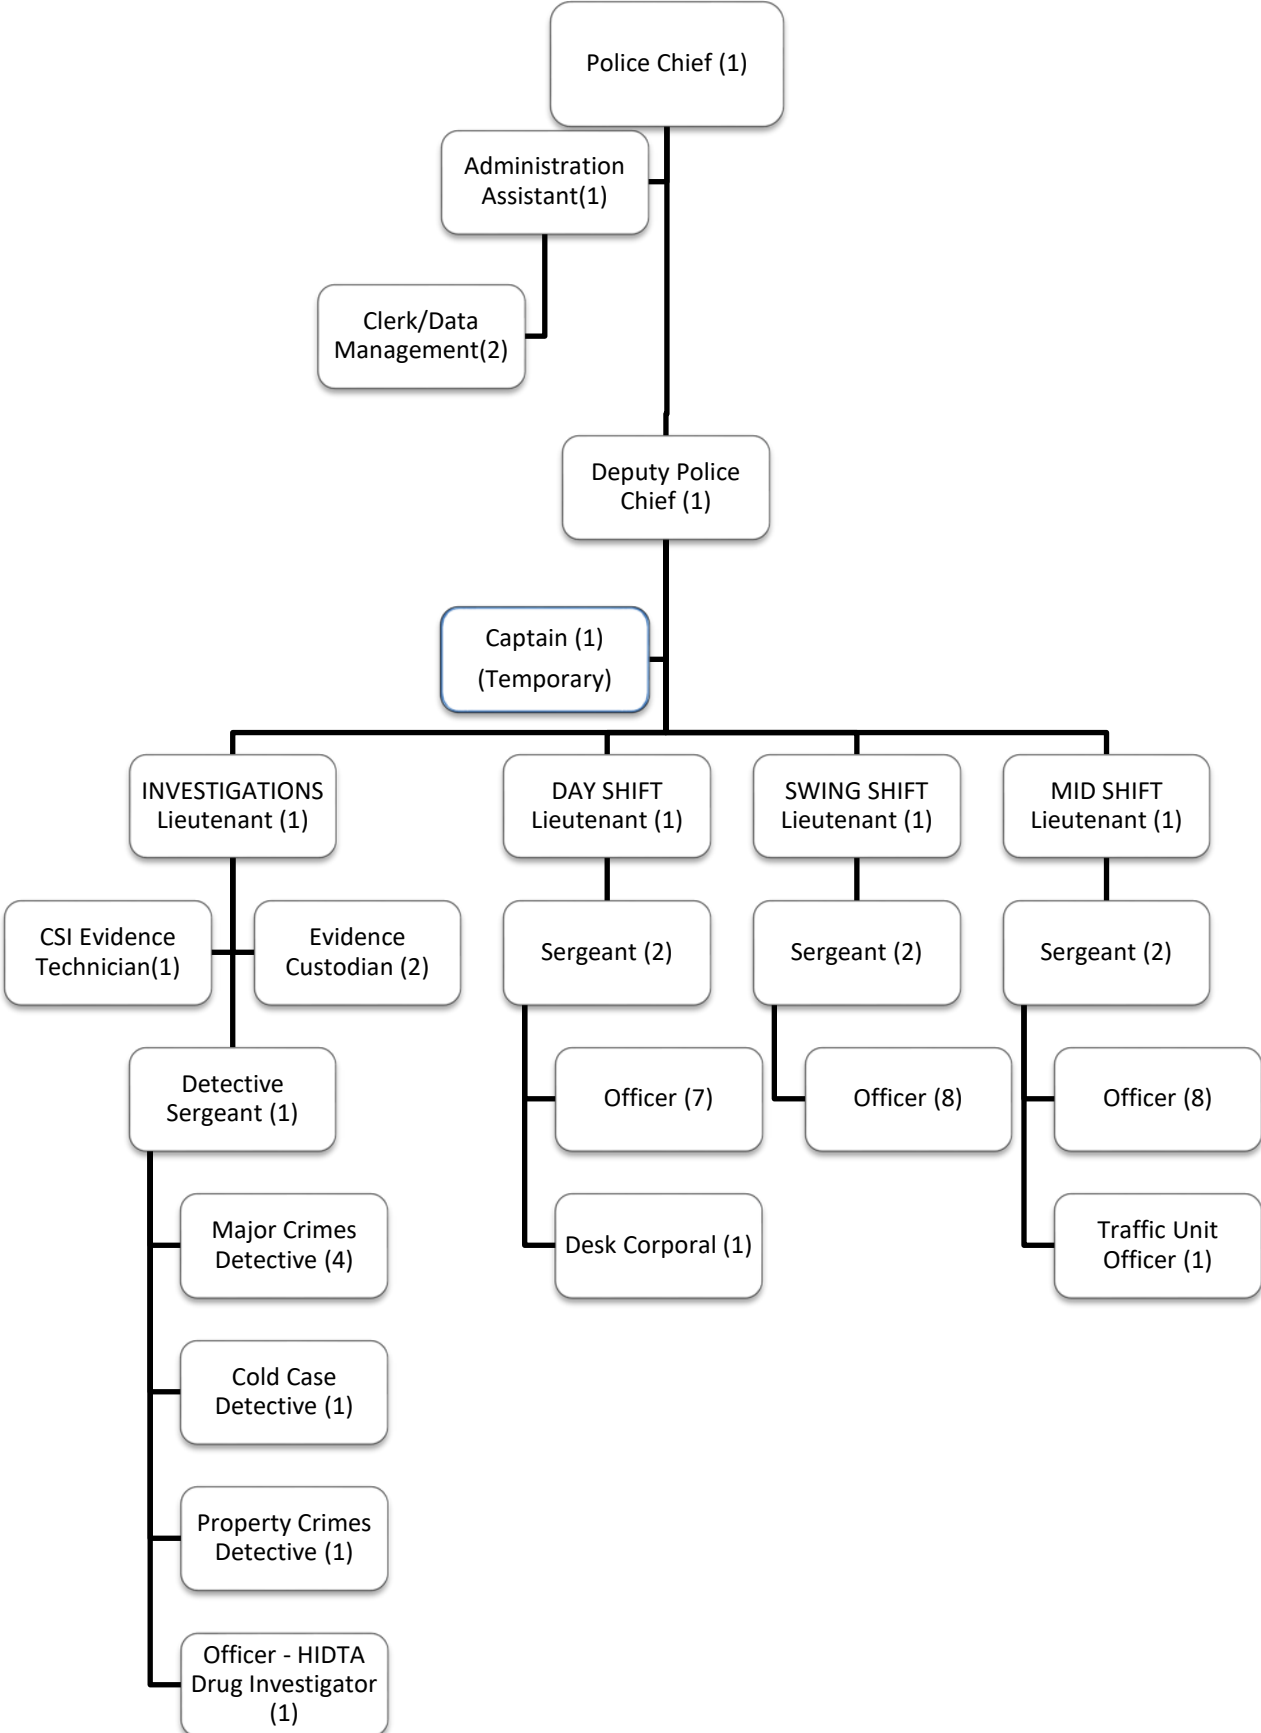 Police Chief (1)
Administration
Assistant(1)
Clerk/Data
Management(2)
Deputy Police
Chief (1)
Captain (1)
(Temporary)
INVESTIGATIONS
Lieutenant (1)
DAY SHIFT
Lieutenant (1)
SWING SHIFT
Lieutenant (1)
MID SHIFT
Lieutenant (1)
CSI Evidence
Technician(1)
Evidence
Custodian (2)
Sergeant (2)
Sergeant (2)
Sergeant (2)
Detective
Sergeant (1)
Officer (7)
Officer (8)
Officer (8)
Major Crimes
Detective (4)
Desk Corporal (1)
Traffic Unit
Officer (1)
Cold Case
Detective (1)
Property Crimes
Detective (1)
Officer - HIDTA
Drug Investigator
(1)